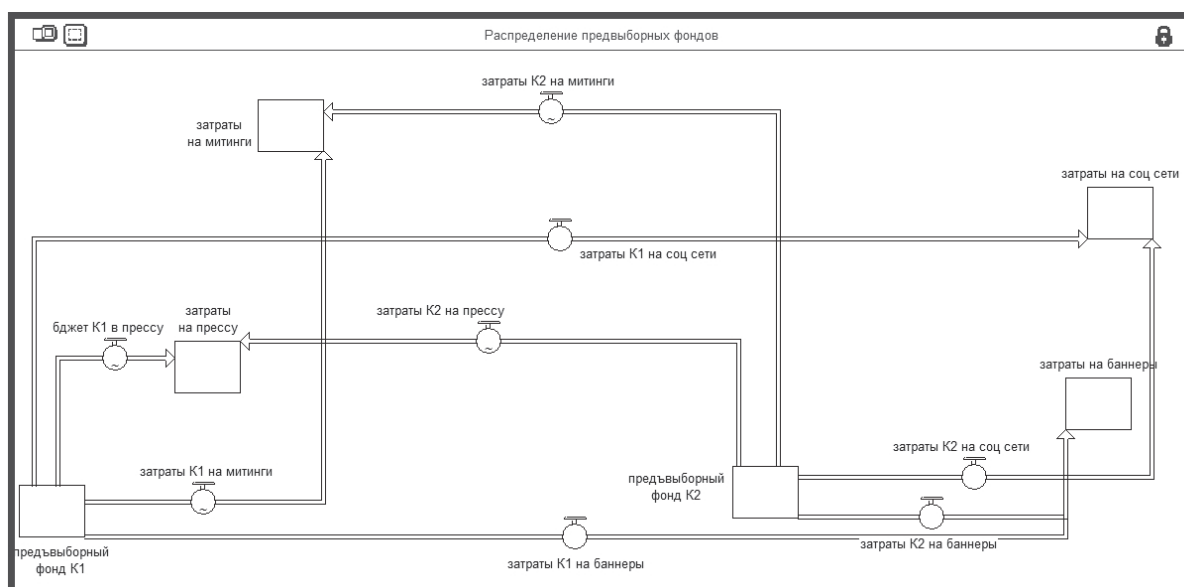 Распределение предвыборных фондов
затраты К2 на митинги
затраты
на митинги
затраты на соц сети
затраты К1 на соц сети
затраты
на прессу
бджет К1 в прессу
затраты К2 на прессу
затраты на баннеры
затраты К1 на митинги
затраты К2 на соц сети
предъвыборный
фонд К2
предъвыборный
фонд К1
затраты К1 на баннеры
затраты К2 на баннеры